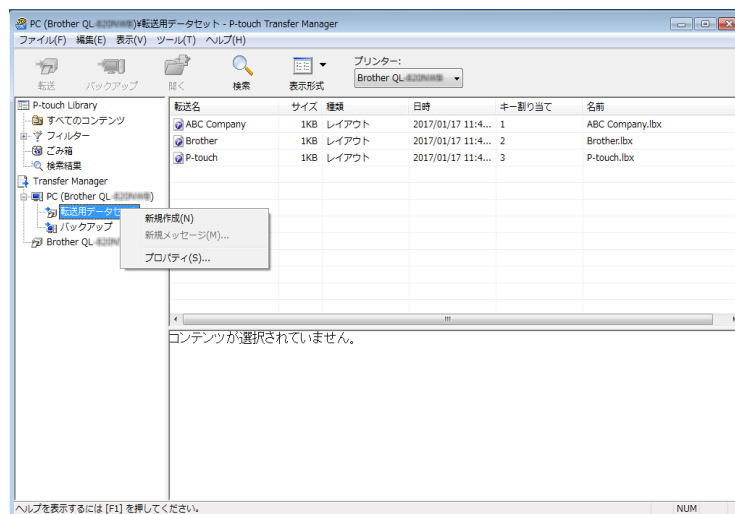 PC (Brother QL-820NWB)¥転送用データセット - P-touch Transfer Manager
ファイル(F) 編集(E) 表示(V) ツール(T) ヘルプ(H)
転送 バックアップ 開く 検索 表示形式 プリンター:
Brother QL-820NWB
P-touch Library
すべてのコンテンツ
フィルター
ごみ箱
検索結果
Transfer Manager
PC (Brother QL-820NWB)
転送用データセ
バックアップ
Brother QL-820N
転送名 サイズ 種類 日時 キー割り当て 名前
ABC Company 1KB レイアウト 2017/01/17 11:4... 1 ABC Company.lbx
Brother 1KB レイアウト 2017/01/17 11:4... 2 Brother.lbx
P-touch 1KB レイアウト 2017/01/17 11:4... 3 P-touch.lbx
新規作成(N)
新規メッセージ(M)...
プロパティ(S)...
コンテンツが選択されていません。
ヘルプを表示するには [F1] を押してください。 NUM